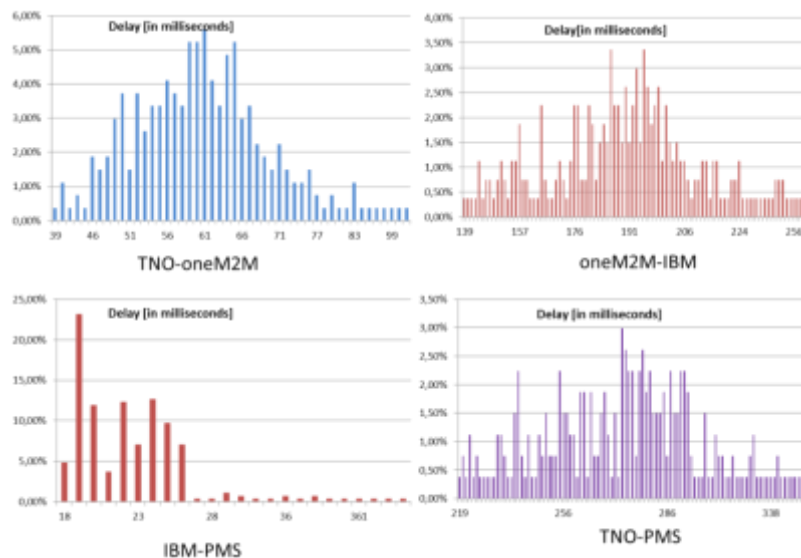 Delay [in milliseconds]
6,00%
5,00%
4,00%
3,00%
2,00%
1,00%
0,00%
39 46 51 56 61 66 71 77 83 99
TNO-oneM2M
Delay[in milliseconds]
4,00%
3,50%
3,00%
2,50%
2,00%
1,50%
1,00%
0,50%
0,00%
139 157 176 191 206 224 256
oneM2M-IBM
Delay [in milliseconds]
25,00%
20,00%
15,00%
10,00%
5,00%
0,00%
18 23 28 36 361
IBM-PMS
Delay [in milliseconds]
3,50%
3,00%
2,50%
2,00%
1,50%
1,00%
0,50%
0,00%
219 256 286 338
TNO-PMS